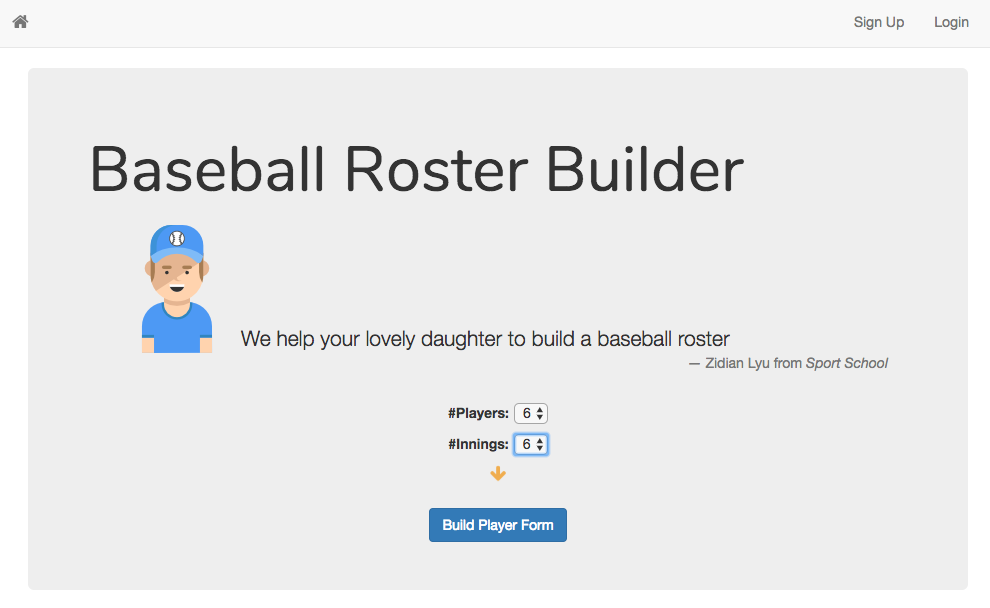 Sign Up Login
Baseball Roster Builder
We help your lovely daughter to build a baseball roster
— Zidian Lyu from Sport School
#Players: 6
#Innings: 6
Build Player Form